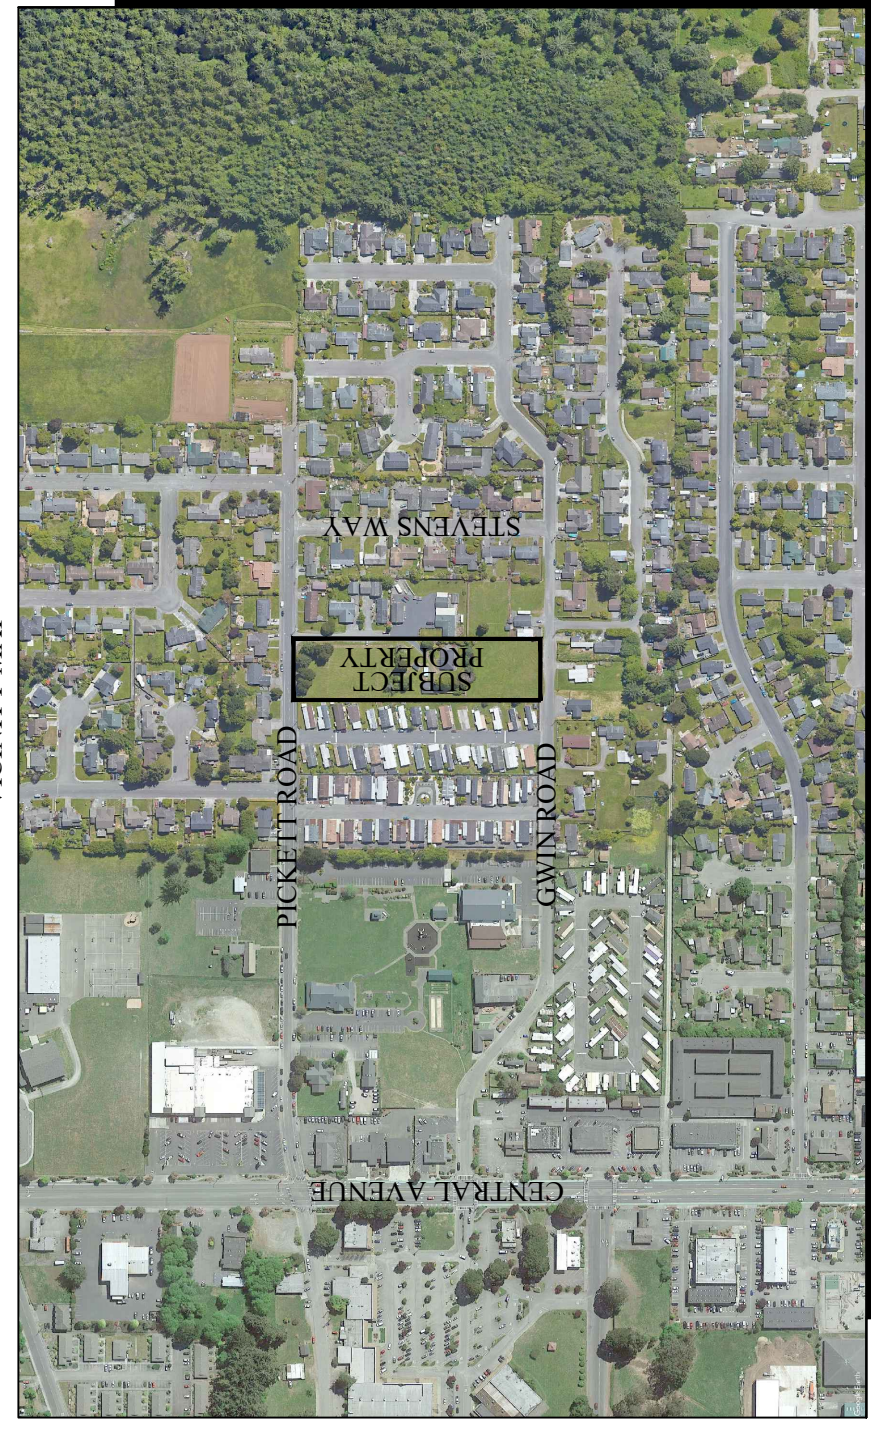 STEVENS WAY
SUBJECT
PROPERTY
PICKETT ROAD
GWIN ROAD
CENTRAL AVENUE